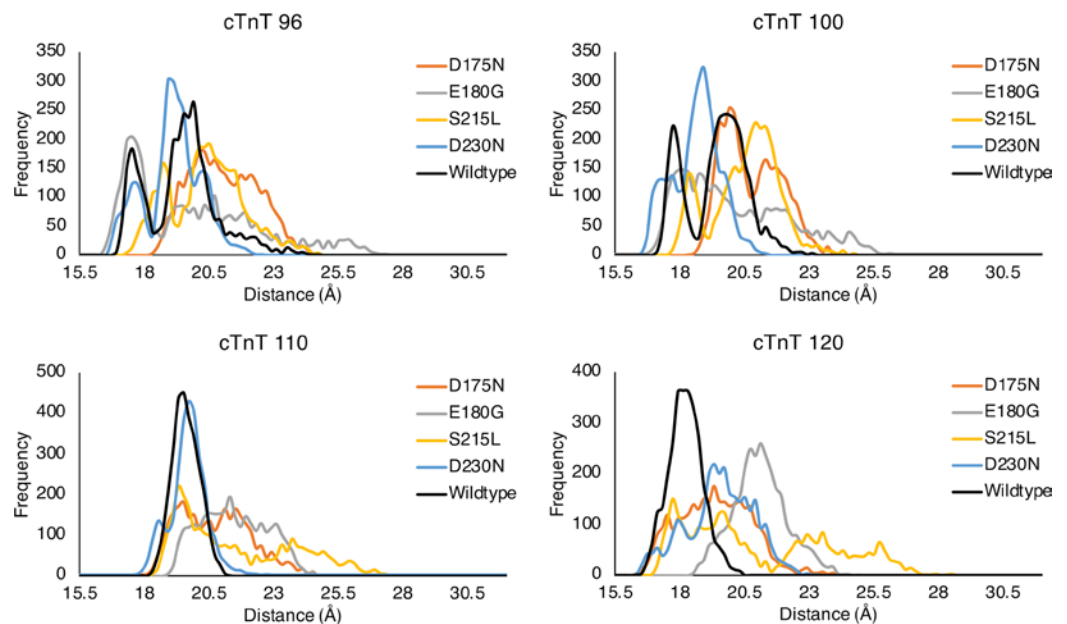 cTnT 96
350
300
250
200
150
100
50
0
Frequency
15.5 18 20.5 23 25.5 28 30.5
Distance (Å)
D175N
E180G
S215L
D230N
Wildtype
cTnT 100
350
300
250
200
150
100
50
0
Frequency
15.5 18 20.5 23 25.5 28 30.5
Distance (Å)
D175N
E180G
S215L
D230N
Wildtype
cTnT 110
500
400
300
200
100
0
Frequency
15.5 18 20.5 23 25.5 28 30.5
Distance (Å)
D175N
E180G
S215L
D230N
Wildtype
cTnT 120
400
300
200
100
0
Frequency
15.5 18 20.5 23 25.5 28 30.5
Distance (Å)
D175N
E180G
S215L
D230N
Wildtype